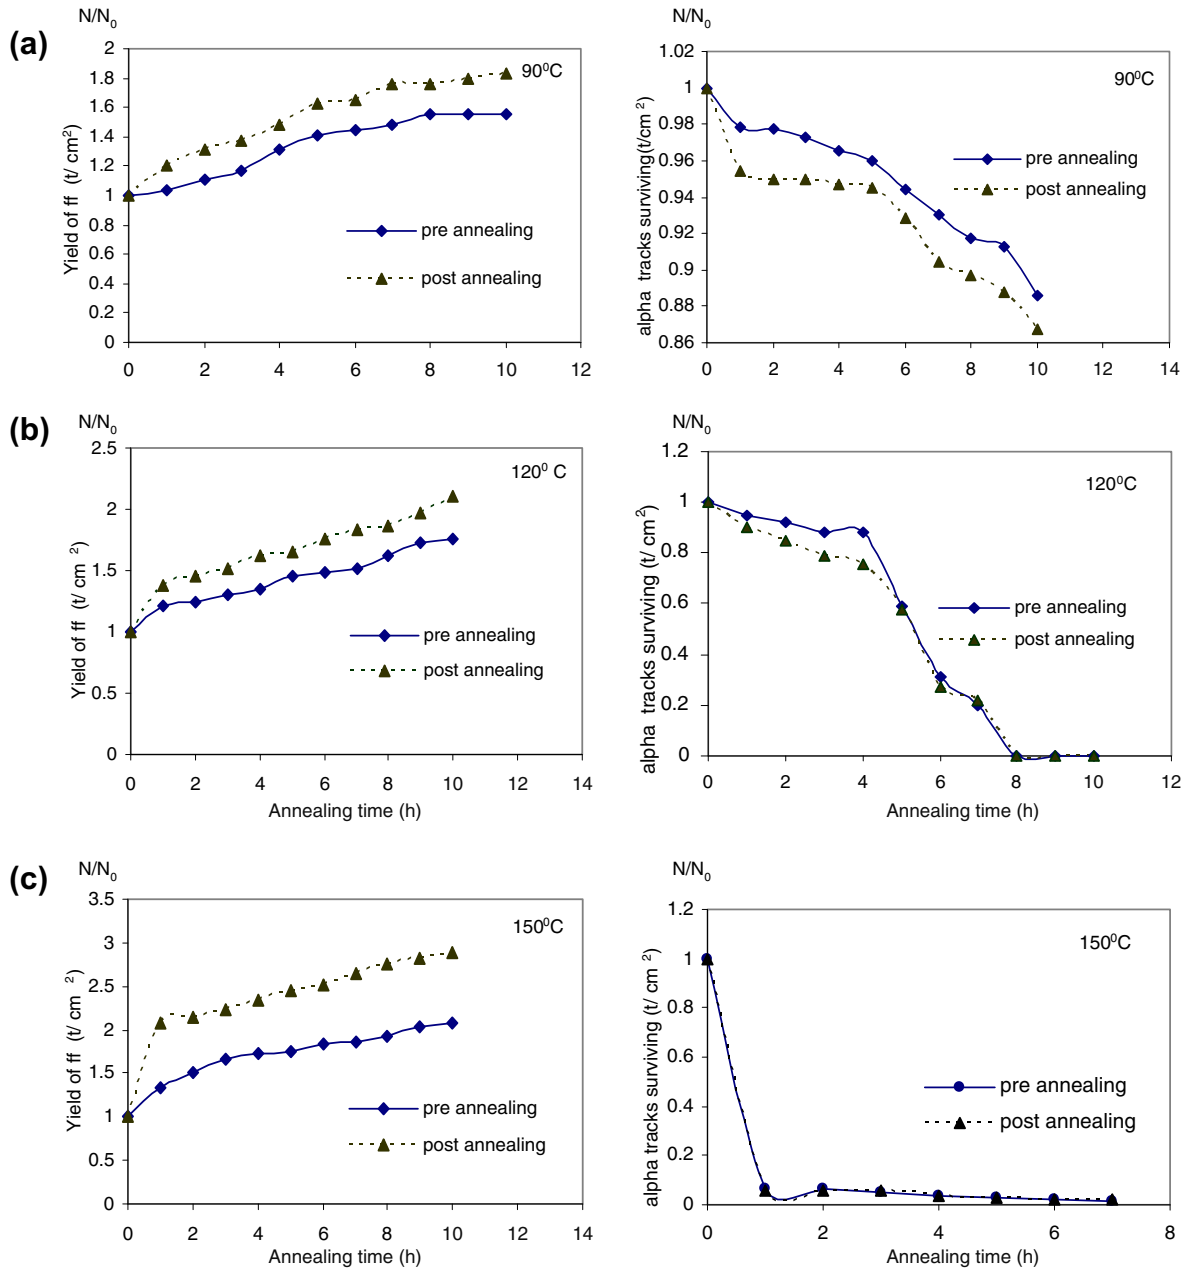 (a)
N/N0
Yield of ff (t/ cm2)
2
1.8
1.6
1.4
1.2
1
0.8
0.6
0.4
0.2
0
0 2 4 6 8 10 12
90⁰C
pre annealing
post annealing
N/N0
alpha tracks surviving(t/cm 2)
1.02
1
0.98
0.96
0.94
0.92
0.9
0.88
0.86
0 2 4 6 8 10 12 14
90⁰C
pre annealing
post annealing
(b)
N/N0
Yield of ff (t/ cm 2)
2.5
2
1.5
1
0.5
0
0 2 4 6 8 10 12 14
Annealing time (h)
120⁰ C
pre annealing
post annealing
N/N0
alpha tracks surviving (t/ cm 2)
1.2
1
0.8
0.6
0.4
0.2
0
0 2 4 6 8 10 12
Annealing time (h)
120⁰C
pre annealing
post annealing
(c)
N/N0
Yield of ff (t/ cm 2)
3.5
3
2.5
2
1.5
1
0.5
0
0 2 4 6 8 10 12 14
Annealing time (h)
150⁰C
pre annealing
post annealing
N/N0
alpha tracks surviving (t/ cm 2)
1.2
1
0.8
0.6
0.4
0.2
0
0 2 4 6 8
Annealing time (h)
150⁰C
pre annealing
post annealing